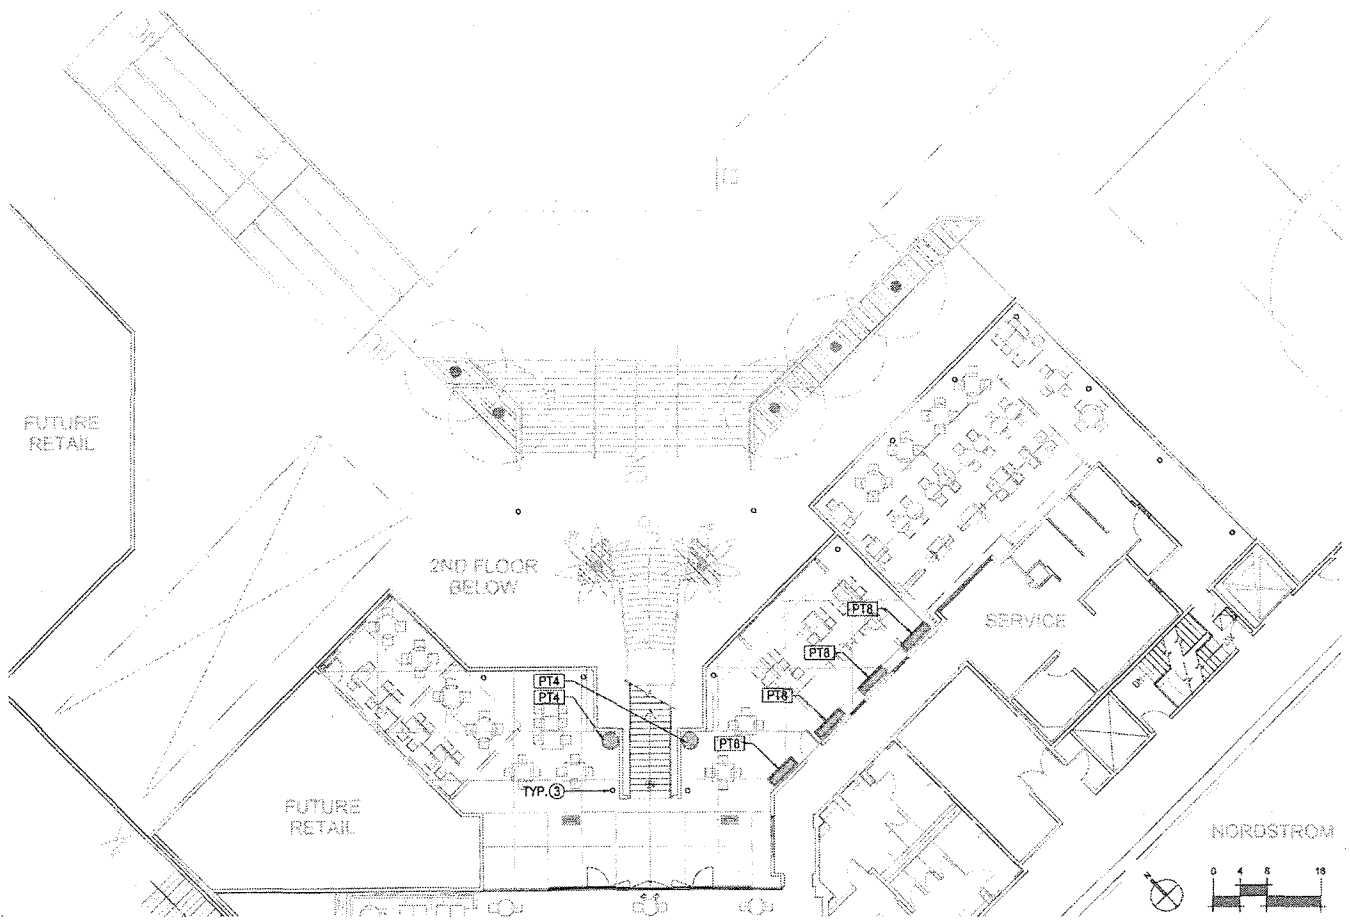 DN
FUTURE
RETAIL
2ND FLOOR
BELOW
SERVICE
PT8
PT8
PT8
PT8
PT4
PT4
TYP. 3
FUTURE
RETAIL
NORDSTROM
N
0 4 8 16